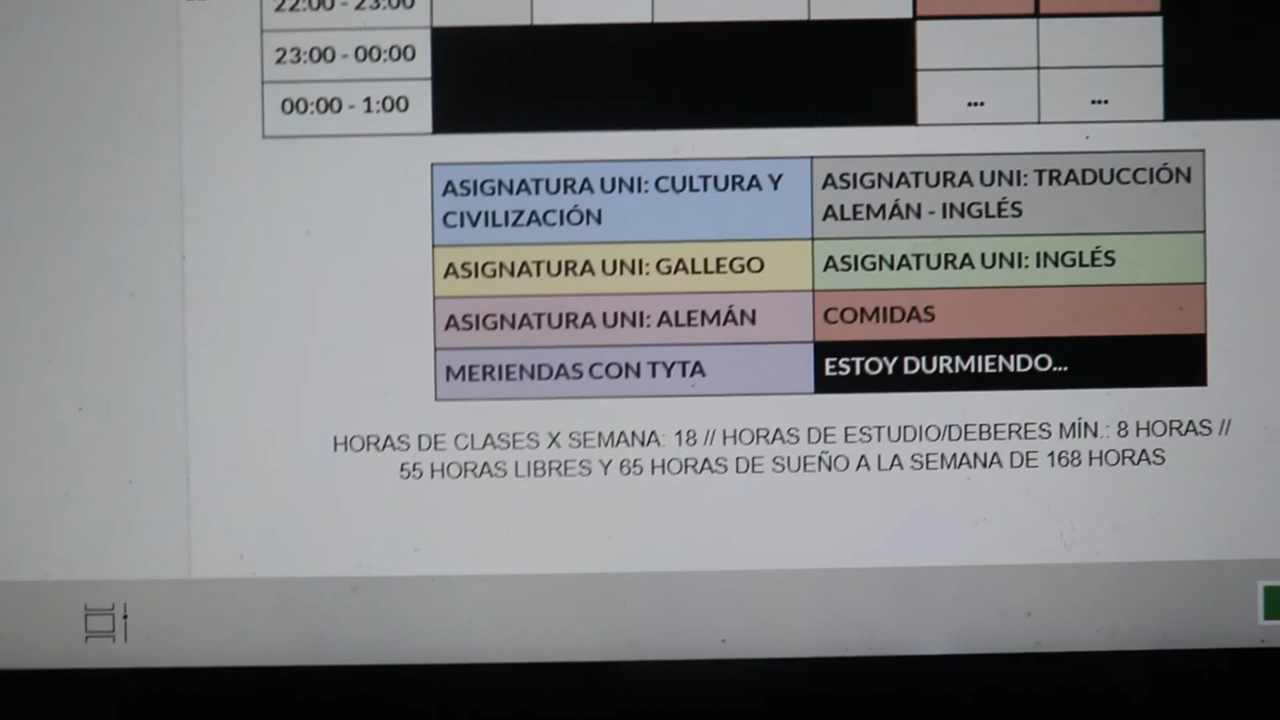 22:00 - 23:00
23:00 - 00:00
00:00 - 1:00
...
...
ASIGNATURA UNI: CULTURA Y
CIVILIZACIÓN
ASIGNATURA UNI: TRADUCCIÓN
ALEMÁN - INGLÉS
ASIGNATURA UNI: GALLEGO
ASIGNATURA UNI: INGLÉS
ASIGNATURA UNI: ALEMÁN
COMIDAS
MERIENDAS CON TYTA
ESTOY DURMIENDO...
HORAS DE CLASES X SEMANA: 18 // HORAS DE ESTUDIO/DEBERES MÍN.: 8 HORAS //
55 HORAS LIBRES Y 65 HORAS DE SUEÑO A LA SEMANA DE 168 HORAS